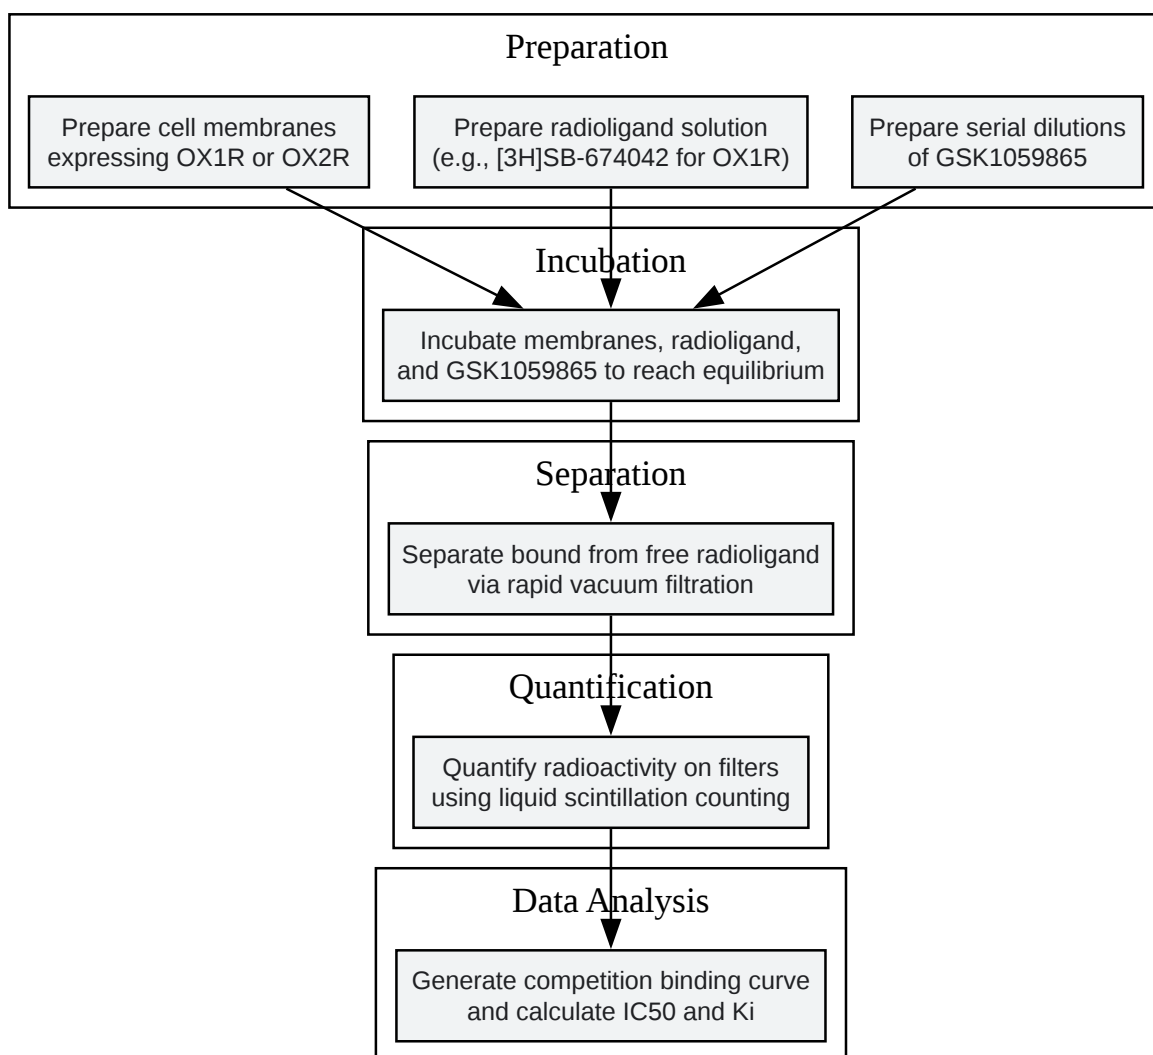 Preparation
Prepare cell membranes
expressing OX1R or OX2R
Prepare radioligand solution
(e.g., [3H]SB-674042 for OX1R)
Prepare serial dilutions
of GSK1059865
Incubation
Incubate membranes, radioligand,
and GSK1059865 to reach equilibrium
Separation
Separate bound from free radioligand
via rapid vacuum filtration
Quantification
Quantify radioactivity on filters
using liquid scintillation counting
Data Analysis
Generate competition binding curve
and calculate IC50 and Ki